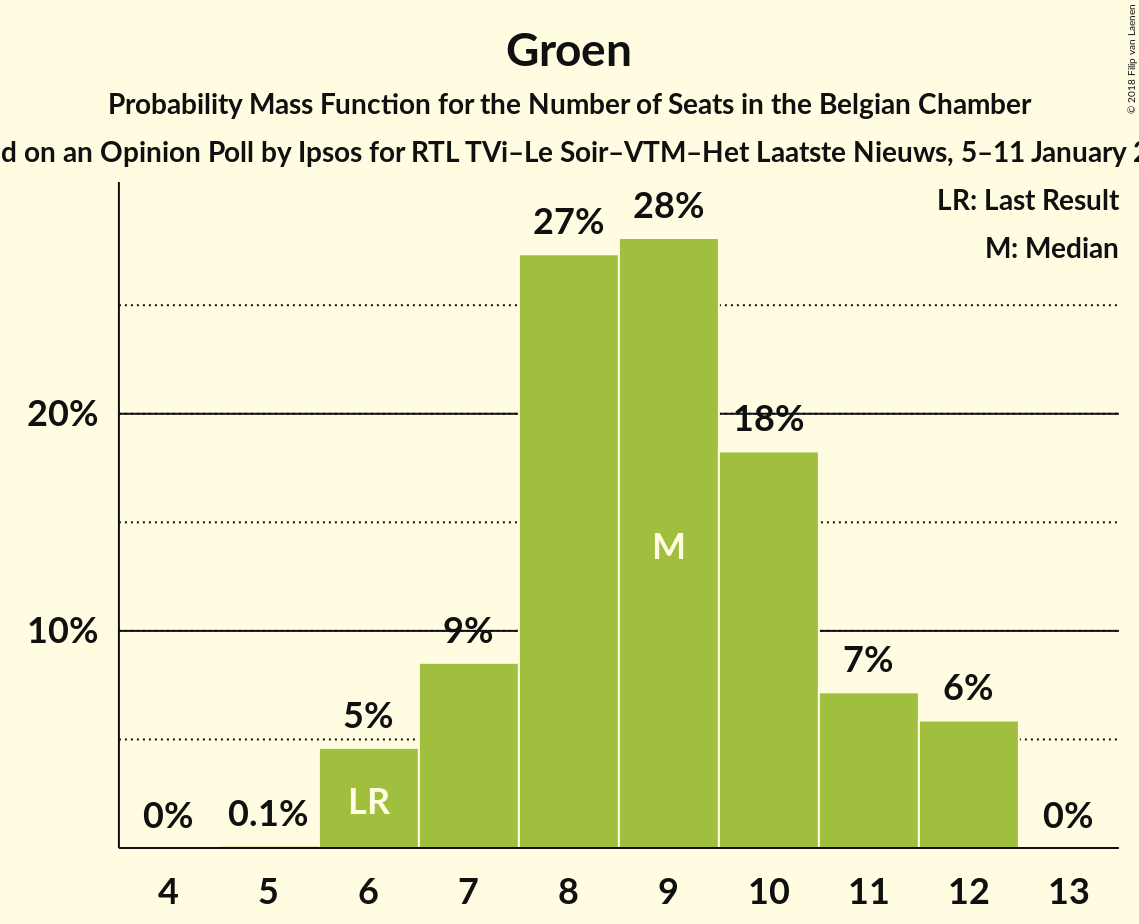 Groen
Probability Mass Function for the Number of Seats in the Belgian Chamber
d on an Opinion Poll by Ipsos for RTL TVi–Le Soir–VTM–Het Laatste Nieuws, 5–11 January 2
© 2018 Filip van Laenen
LR: Last Result
M: Median
27%
28%
20%
18%
M
10%
9%
7%
6%
5%
LR
0%
0.1%
0%
4 5 6 7 8 9 10 11 12 13